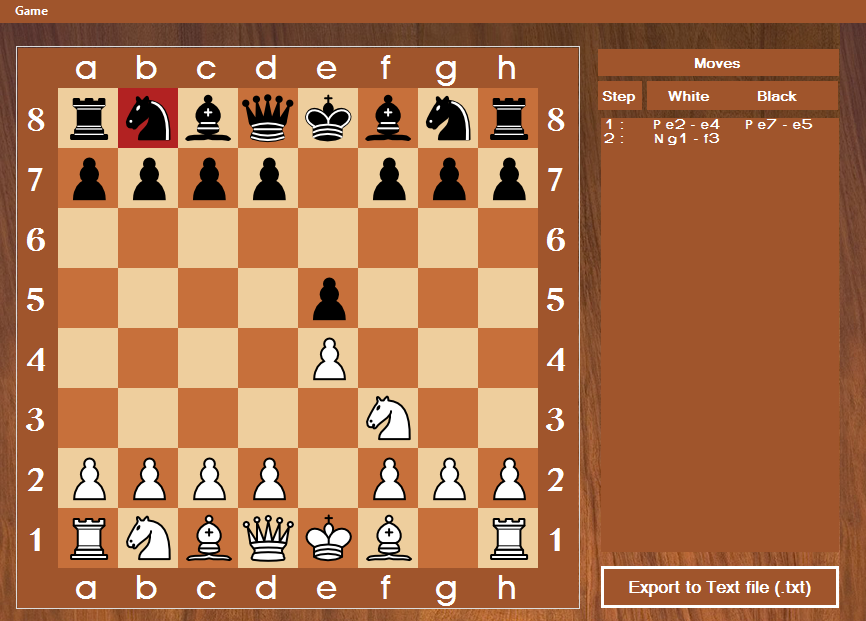 Game
a b c d e f g h
Moves
Step White Black
8 8
1 : P e2 - e4 P e7 - e5
2 : N g1 - f3
7 7
6 6
5 5
4 4
3 3
2 2
1 1
a b c d e f g h
Export to Text file (.txt)